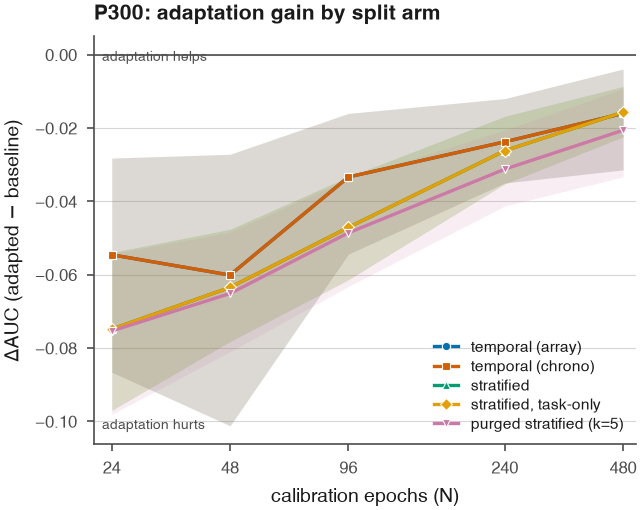 P300: adaptation gain by split arm
0.00
adaptation helps
−0.02
−0.04
−0.06
−0.08
−0.10
adaptation hurts
ΔAUC (adapted − baseline)
temporal (array)
temporal (chrono)
stratified
stratified, task-only
purged stratified (k=5)
24 48 96 240 480
calibration epochs (N)